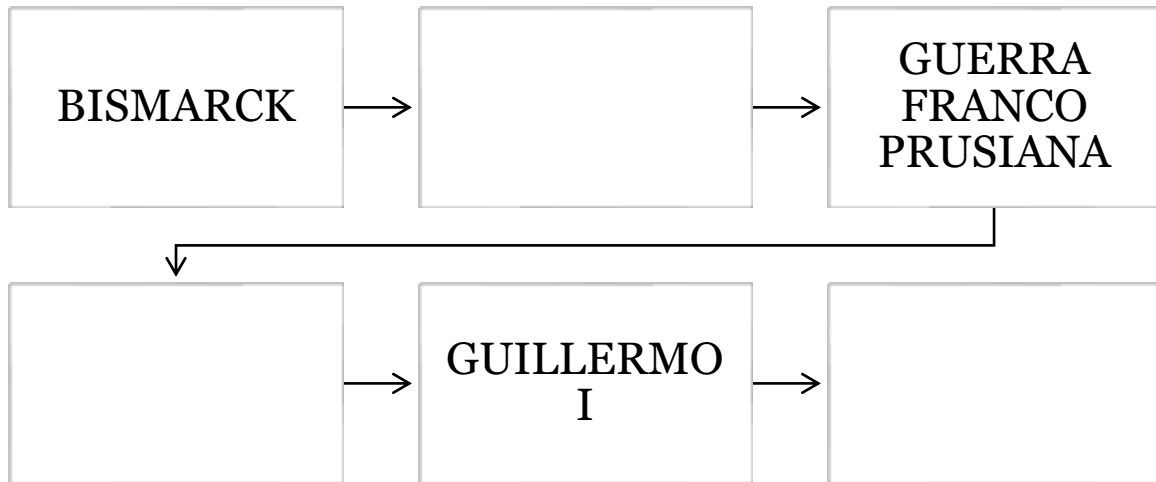 BISMARCK
GUERRA
FRANCO
PRUSIANA
GUILLERMO
I